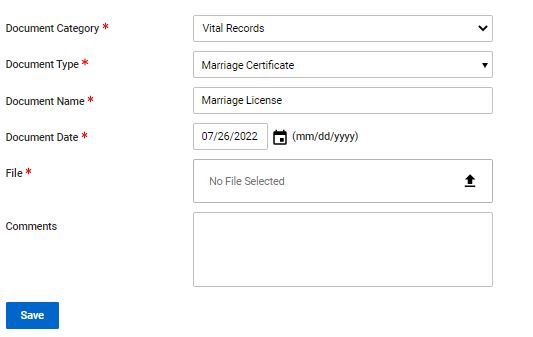 Document Category * Vital Records
Document Type * Marriage Certificate
Document Name * Marriage License
Document Date * 07/26/2022 (mm/dd/yyyy)
File * No File Selected
Comments
Save